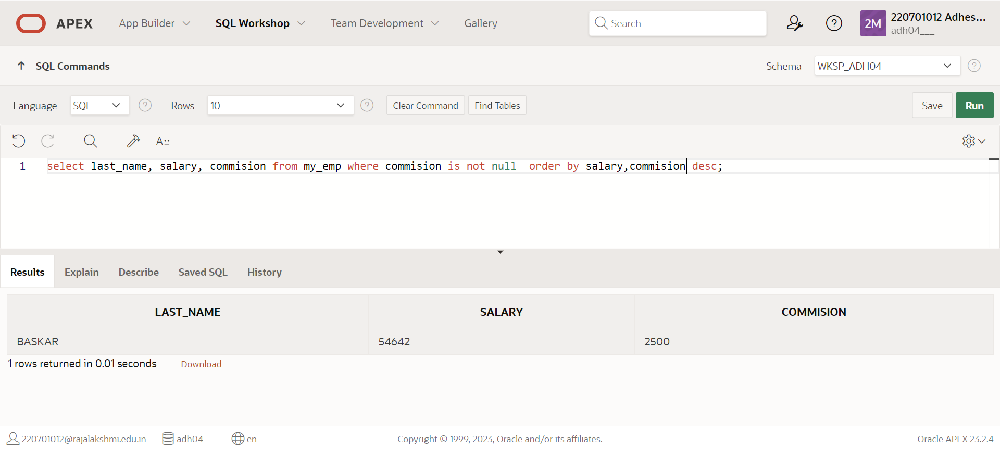 APEX App Builder SQL Workshop Team Development Gallery Search 2M 220701012 Adhes...
adh04___
SQL Commands Schema WKSP_ADH04
Language SQL Rows 10 Clear Command Find Tables Save Run
A::
1 select last_name, salary, commision from my_emp where commision is not null  order by salary,commision desc;
Results Explain Describe Saved SQL History
LAST_NAME SALARY COMMISION
BASKAR 54642 2500
1 rows returned in 0.01 seconds Download
220701012@rajalakshmi.edu.in adh04___ en Copyright © 1999, 2023, Oracle and/or its affiliates. Oracle APEX 23.2.4